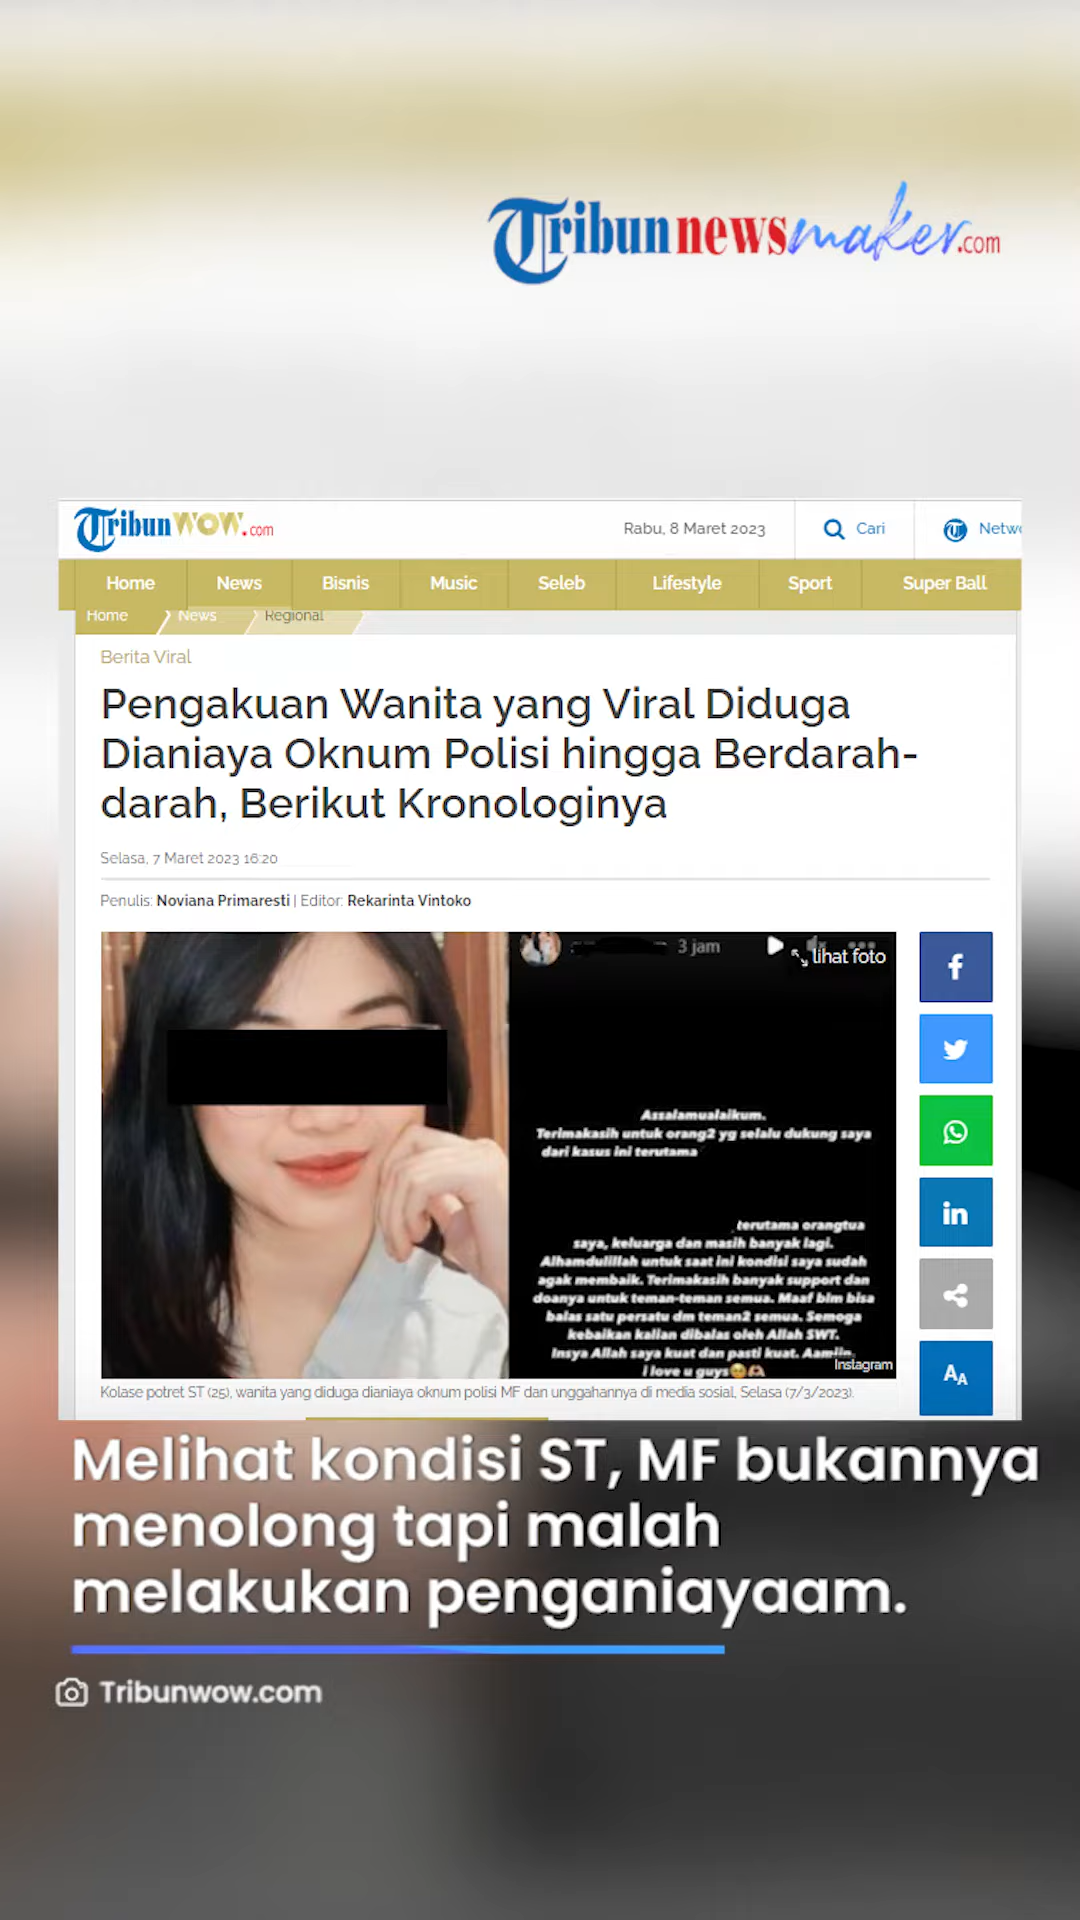 Tribunnewsmaker.com
TribunWOW.com
Rabu, 8 Maret 2023
Cari
Home
News
Bisnis
Music
Seleb
Lifestyle
Sport
Super Ball
Home
News
Regional
Berita Viral
Pengakuan Wanita yang Viral Diduga
Dianiaya Oknum Polisi hingga Berdarah-
darah, Berikut Kronologinya
Selasa, 7 Maret 2023 16:20
Penulis: Noviana Primaresti | Editor: Rekarinta Vintoko
3 jam
lihat foto
Assalamualaikum.
Terimakasih untuk orang2 yg selalu dukung saya
dari kasus ini terutama
terutama orangtua
saya, keluarga dan masih banyak lagi.
Alhamdulillah untuk saat ini kondisi saya sudah
agak membaik. Terimakasih banyak support dan
doanya untuk teman-teman semua. Maaf blm bisa
balas satu persatu dm teman2 semua. Semoga
kebaikan kalian dibalas oleh Allah SWT.
Insya Allah saya kuat dan pasti kuat. Aamiin.
i love u guys🥹🫶
Instagram
AA
Kolase potret ST (25), wanita yang diduga dianiaya oknum polisi MF dan unggahannya di media sosial, Selasa (7/3/2023).
Melihat kondisi ST, MF bukannya
menolong tapi malah
melakukan penganiayaam.
Tribunwow.com